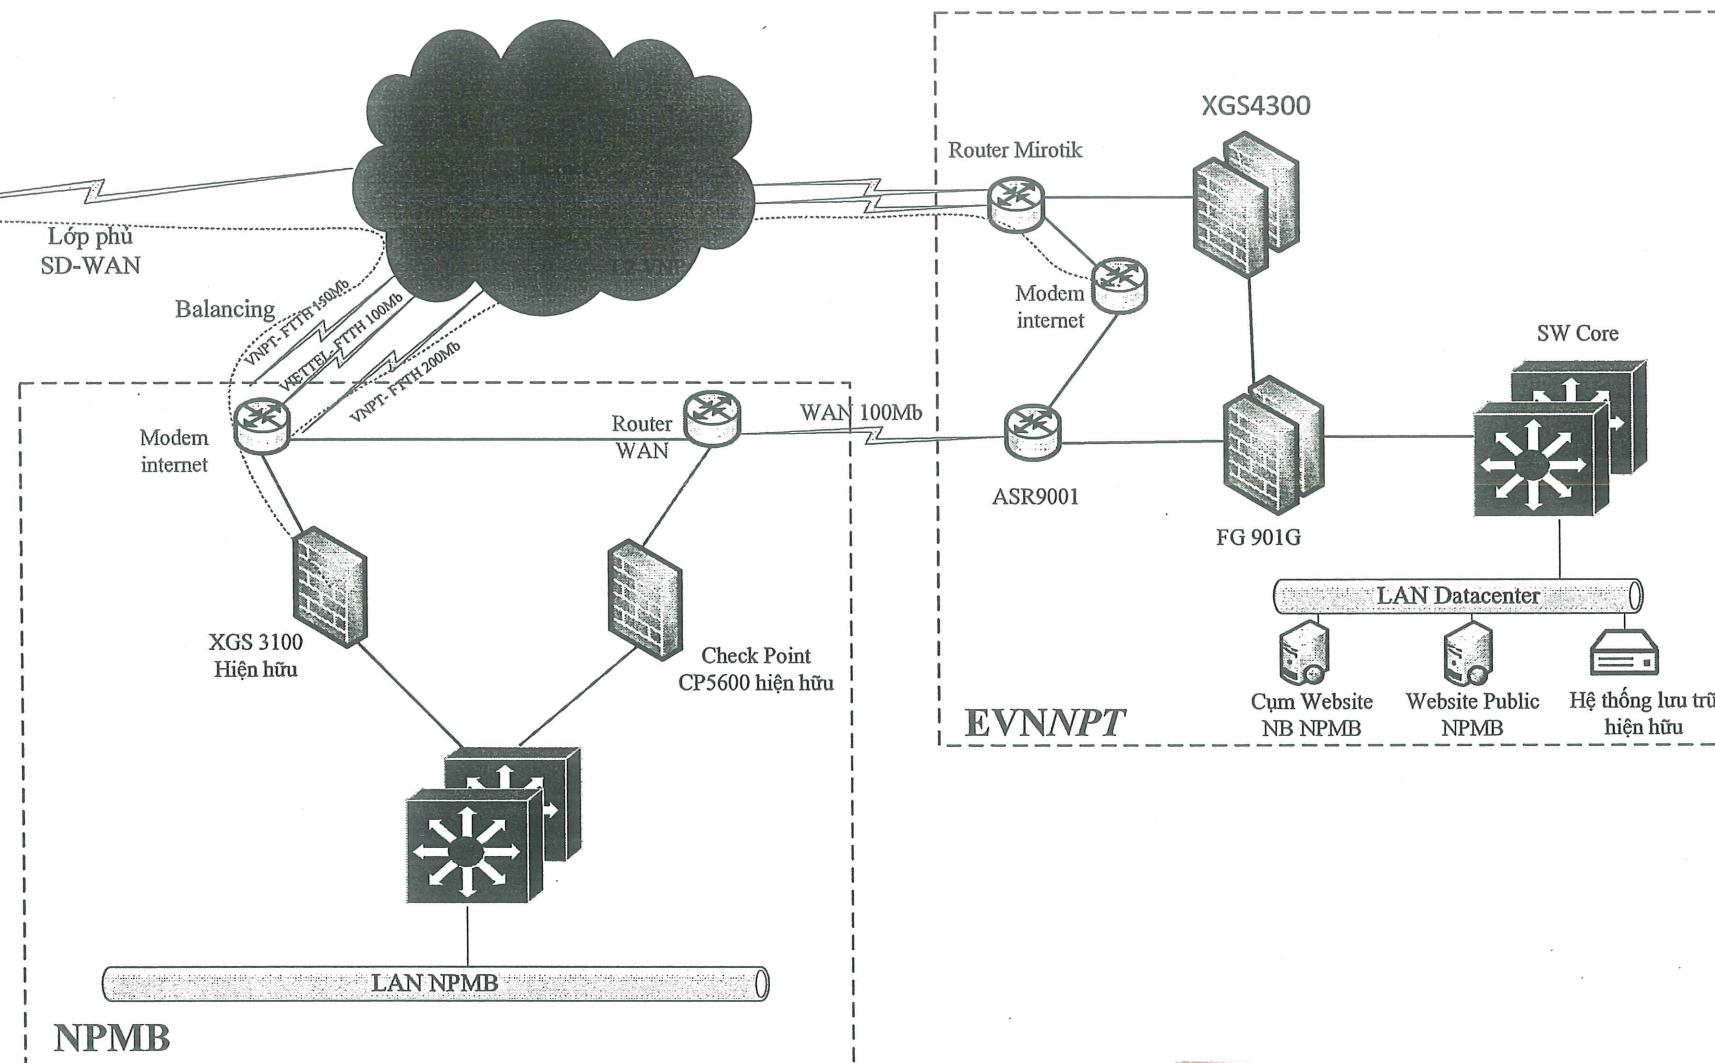 XGS4300
Router Mirotik
Lớp phủ
SD-WAN
L2 VNP
Balancing
VNPT- FTTH 150Mb
VIETTEL- FTTH 100Mb
VNPT- FTTH 200Mb
Modem
internet
SW Core
Modem
internet
Router
WAN
WAN 100Mb
ASR9001
FG 901G
LAN Datacenter
XGS 3100
Hiện hữu
Check Point
CP5600 hiện hữu
Cụm Website
NB NPMB
Website Public
NPMB
Hệ thống lưu trữ
hiện hữu
EVNNPT
LAN NPMB
NPMB